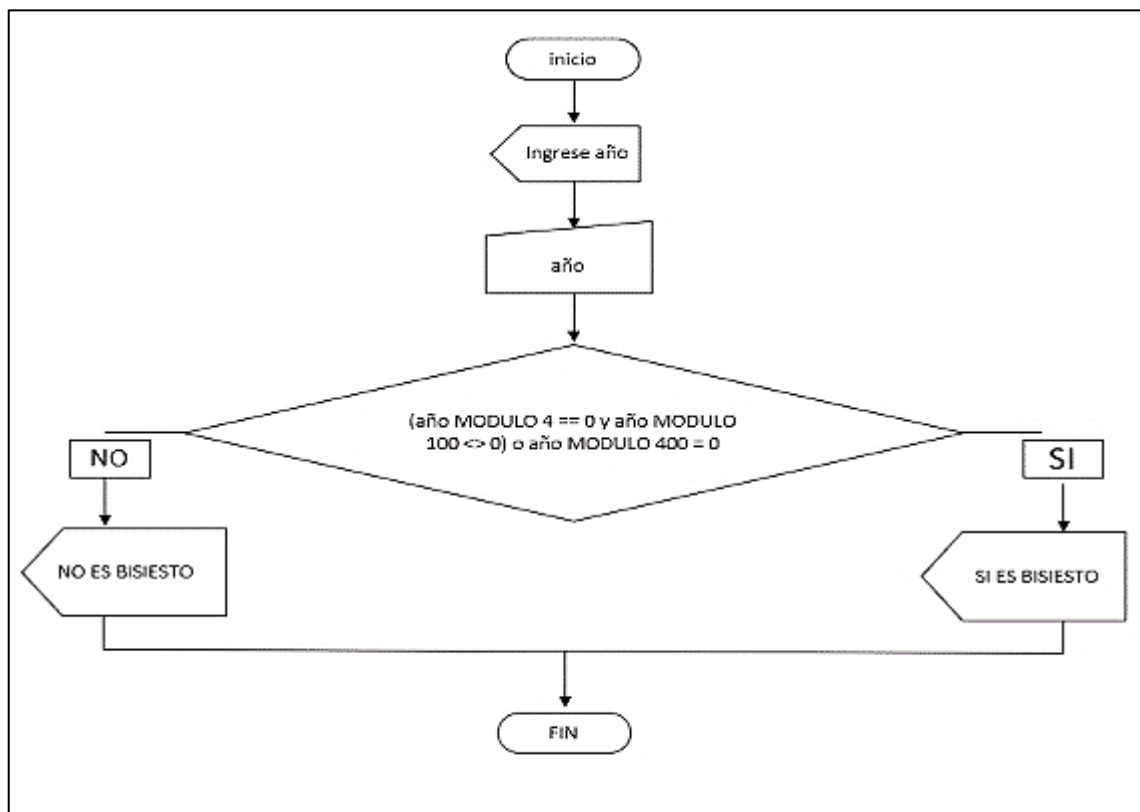 inicio
Ingrese año
año
(año MODULO 4 == 0 y año MODULO
100 <> 0) o año MODULO 400 = 0
NO
SI
NO ES BISIESTO
SI ES BISIESTO
FIN